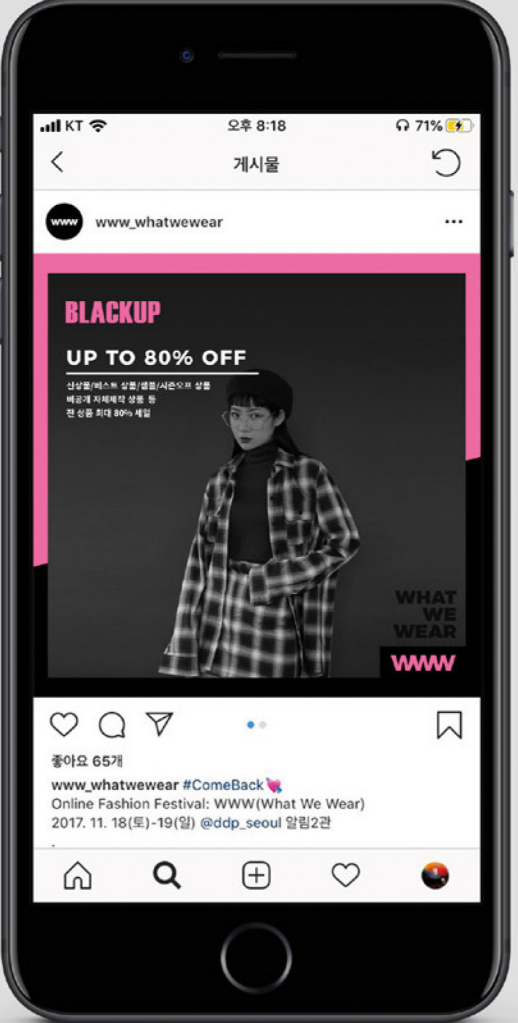 KT 오후 8:18 71%
게시물
www www_whatwewear
BLACKUP
UP TO 80% OFF
신상품/베스트 상품/샘플/시즌오프 상품
비공개 자체제작 상품 등
전 상품 최대 80% 세일
WHAT
WE
WEAR
WWW
좋아요 65개
www_whatwewear #ComeBack💘
Online Fashion Festival: WWW(What We Wear)
2017. 11. 18(토)-19(일) @ddp_seoul 알림2관
.